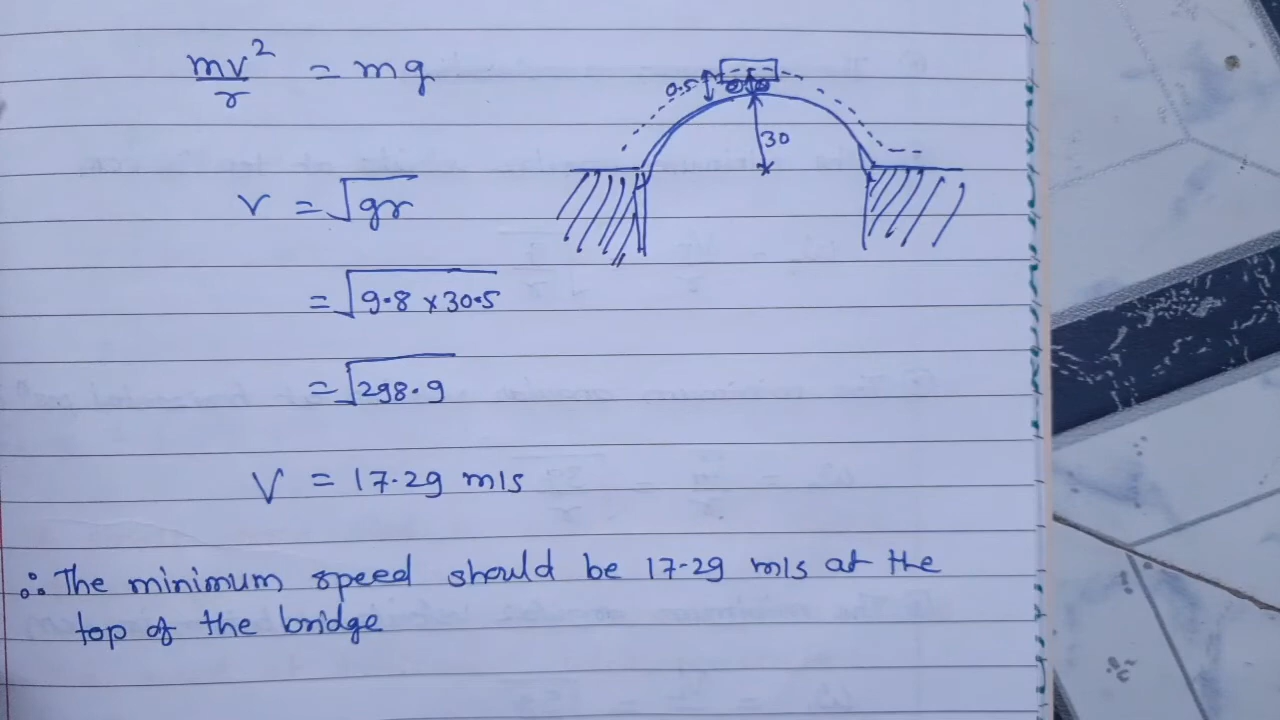 mv² / r = mg
0.5
30
v = √gr
= √9.8 x 30.5
= √298.9
V = 17.29 m/s
∴ The minimum speed should be 17.29 m/s at the
top of the bridge